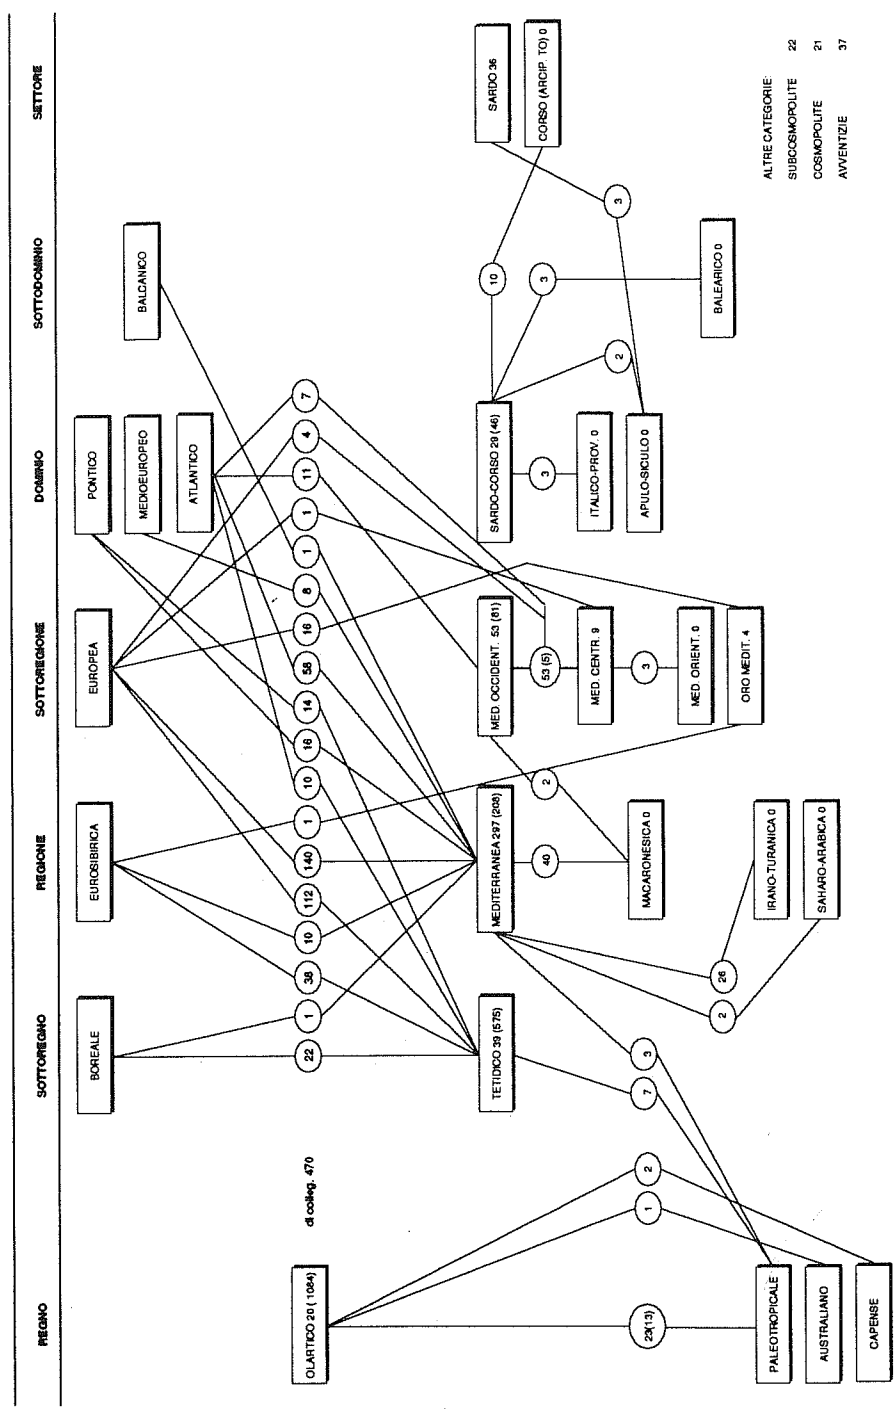 REGNO
SOTTOREGNO
REGIONE
SOTTOREGIONE
DOMINIO
SOTTODOMINIO
SETTORE
BOREALE
EUROSIBIRICA
EUROPEA
PONTICO
MEDIOEUROPEO
ATLANTICO
BALCANICO
OLARTICO 20 ( 1084)
di colleg. 470
22
1
38
10
112
140
1
10
16
14
58
16
8
1
1
11
4
7
TETIDICO 39 (575)
MEDITERRANEA 297 (208)
MED. OCCIDENT. 53 (81)
SARDO-CORSO 29 (46)
10
SARDO 36
CORSO (ARCIP. TO) 0
40
2
53 (5)
3
3
MED. CENTR. 9
ITALICO-PROV. 0
23(13)
1
2
7
3
MACARONESICA 0
3
APULO-SICULO 0
2
3
MED. ORIENT. 0
2
26
BALEARICO 0
ORO MEDIT. 4
PALEOTROPICALE
AUSTRALIANO
CAPENSE
IRANO-TURANICA 0
SAHARO-ARABICA 0
ALTRE CATEGORIE:
SUBCOSMOPOLITE 22
COSMOPOLITE 21
AVVENTIZIE 37